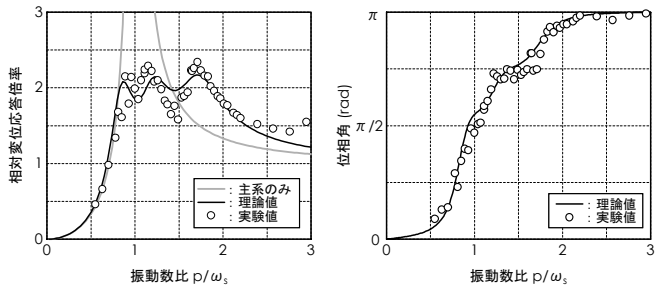 3
2
1
0
0
1
2
3
相対変位応答倍率
振動数比 p/ωs
: 主系のみ
: 理論値
: 実験値
π
π/2
0
0
1
2
3
位相角 (rad)
振動数比 p/ωs
: 理論値
: 実験値